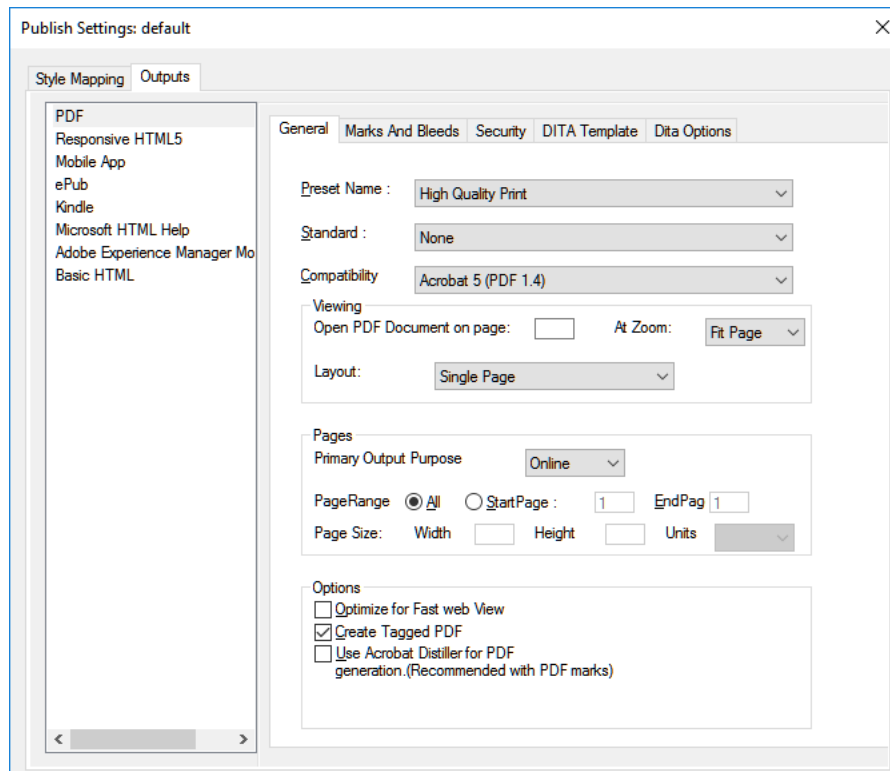 Publish Settings: default
Style Mapping Outputs
PDF
Responsive HTML5
Mobile App
ePub
Kindle
Microsoft HTML Help
Adobe Experience Manager Mo
Basic HTML
General Marks And Bleeds Security DITA Template Dita Options
Preset Name : High Quality Print
Standard : None
Compatibility Acrobat 5 (PDF 1.4)
Viewing
Open PDF Document on page: At Zoom: Fit Page
Layout: Single Page
Pages
Primary Output Purpose Online
PageRange All StartPage : 1 EndPag 1
Page Size: Width Height Units
Options
Optimize for Fast web View
Create Tagged PDF
Use Acrobat Distiller for PDF
generation.(Recommended with PDF marks)